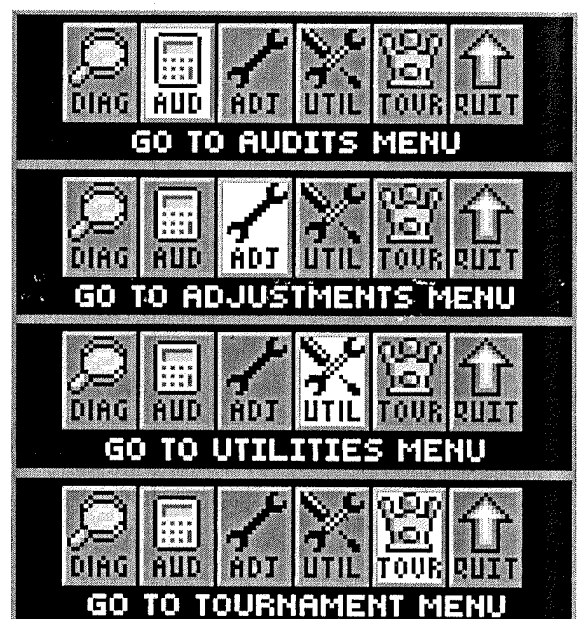 DIAG AUD ADJ UTIL TOUR QUIT
GO TO AUDITS MENU
DIAG AUD ADJ UTIL TOUR QUIT
GO TO ADJUSTMENTS MENU
DIAG AUD ADJ UTIL TOUR QUIT
GO TO UTILITIES MENU
DIAG AUD ADJ UTIL TOUR QUIT
GO TO TOURNAMENT MENU